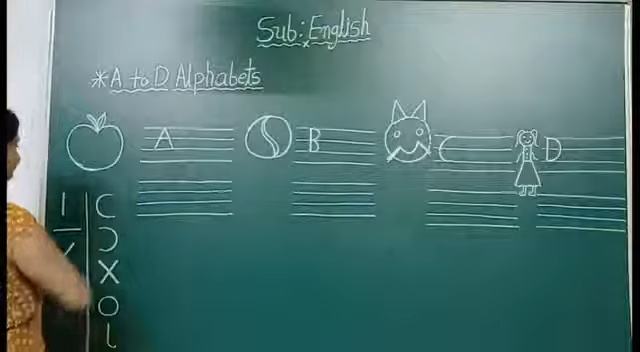 Sub: English
*A to D Alphabets
A B C D
| C
— Ɔ
/ X
O
l